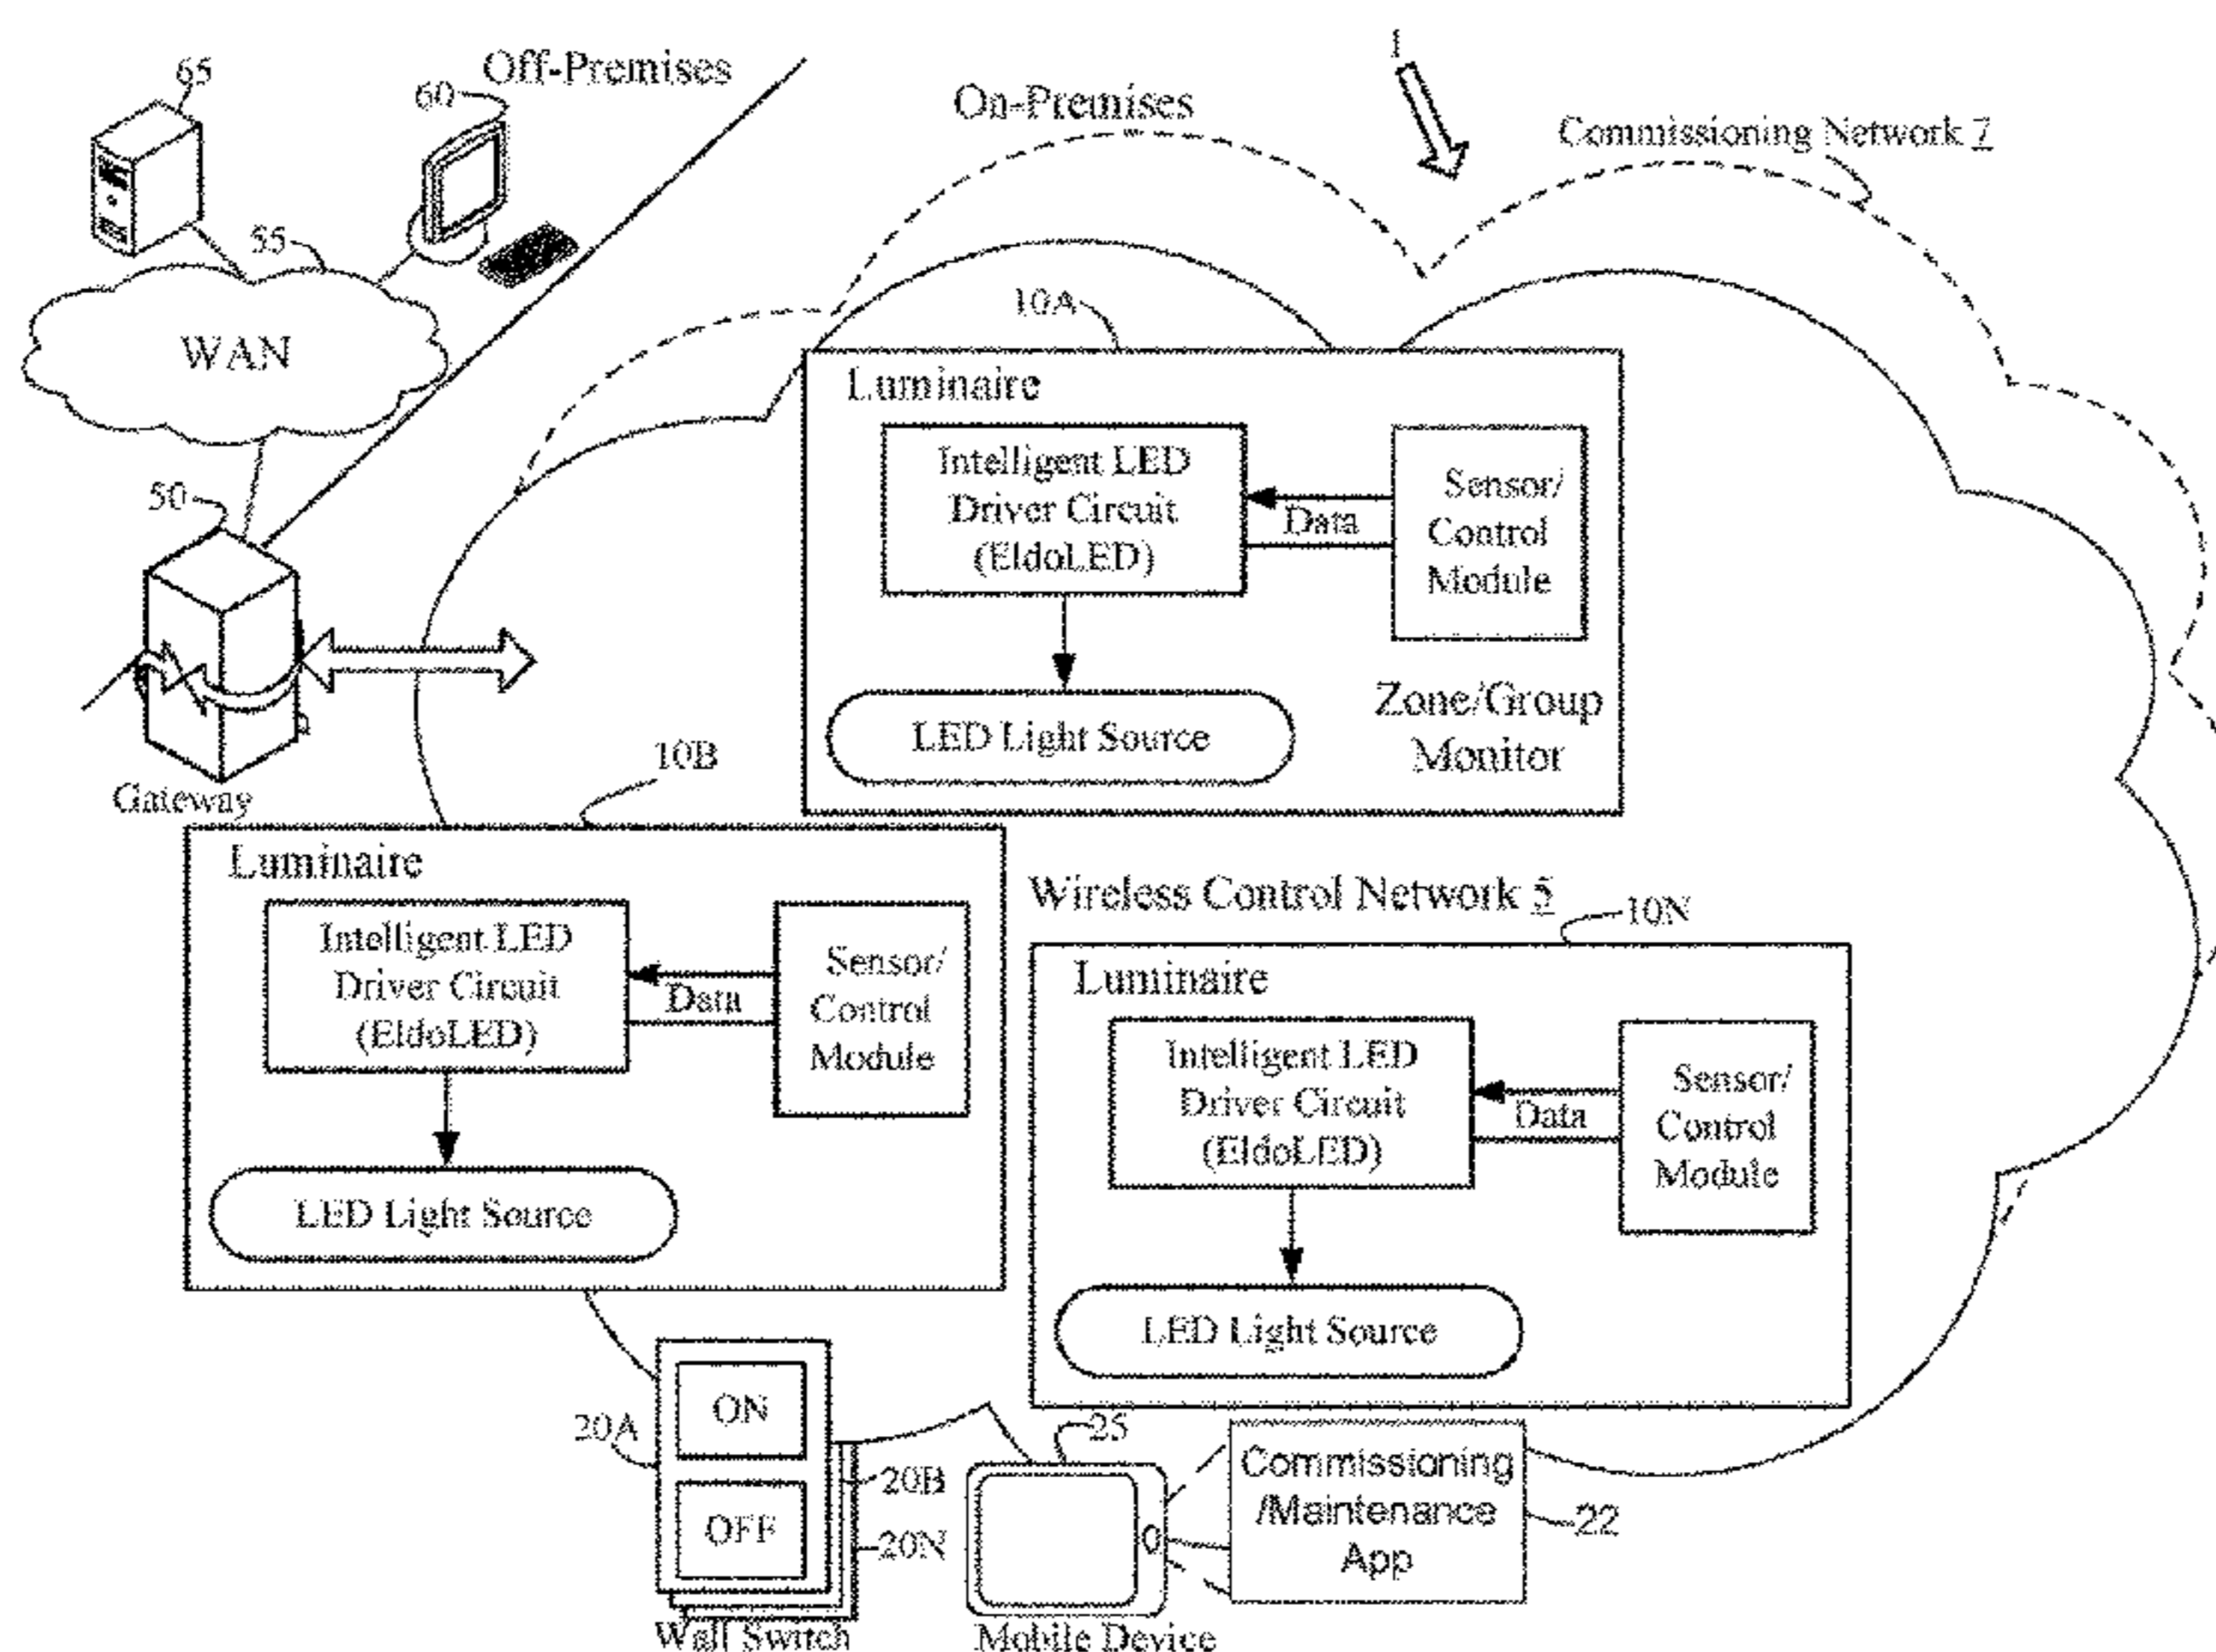 65
Off-Premises
60
1
On-Premises
Commissioning Network 7
55
WAN
10A
Luminaire
Intelligent LED
Driver Circuit
(EldoLED)
Data
Sensor/
Control
Module
LED Light Source
Zone/Group
Monitor
50
Gateway
10B
Luminaire
Intelligent LED
Driver Circuit
(EldoLED)
Data
Sensor/
Control
Module
LED Light Source
Wireless Control Network 5
10N
Luminaire
Intelligent LED
Driver Circuit
(EldoLED)
Data
Sensor/
Control
Module
LED Light Source
20A
ON
OFF
20B
20N
Wall Switch
25
Mobile Device
Commissioning
/Maintenance
App
22